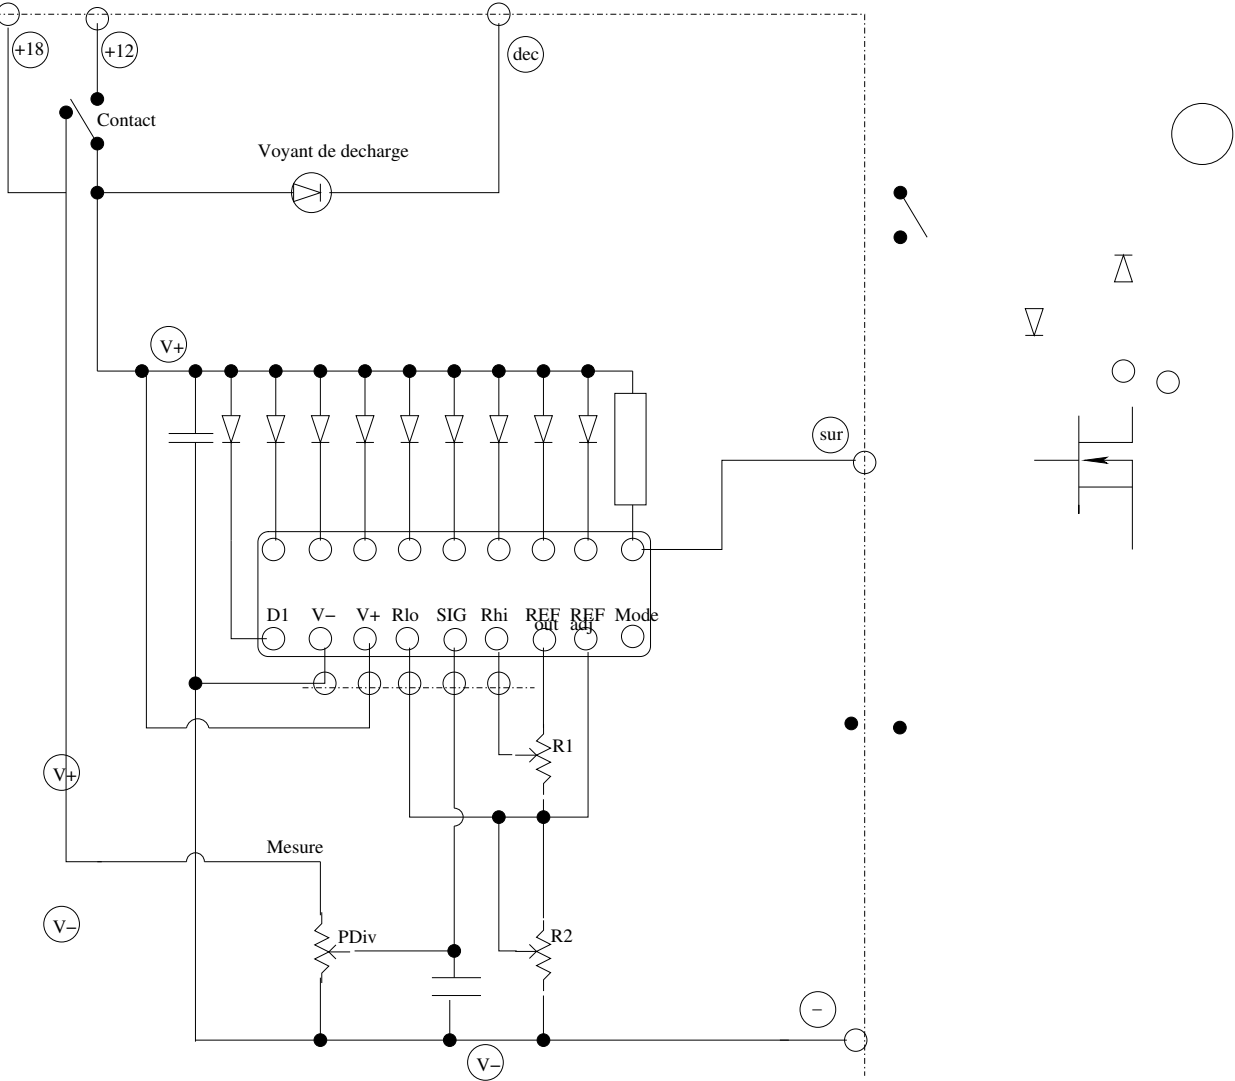 +18
+12
dec
Contact
Voyant de decharge
V+
sur
D1 V− V+ Rlo SIG Rhi REF REF Mode
out adj
R1
V+
Mesure
V−
PDiv
R2
−
V−